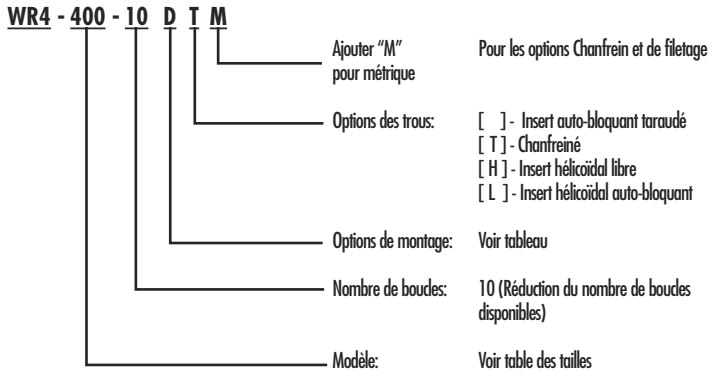 WR4 - 400 - 10 D T M
Ajouter “M” Pour les options Chanfrein et de filetage
pour métrique
Options des trous: [ ] - Insert auto-bloquant taraudé
[ T ] - Chanfreiné
[ H ] - Insert hélicoïdal libre
[ L ] - Insert hélicoïdal auto-bloquant
Options de montage: Voir tableau
Nombre de boucles: 10 (Réduction du nombre de boucles
disponibles)
Modèle: Voir table des tailles